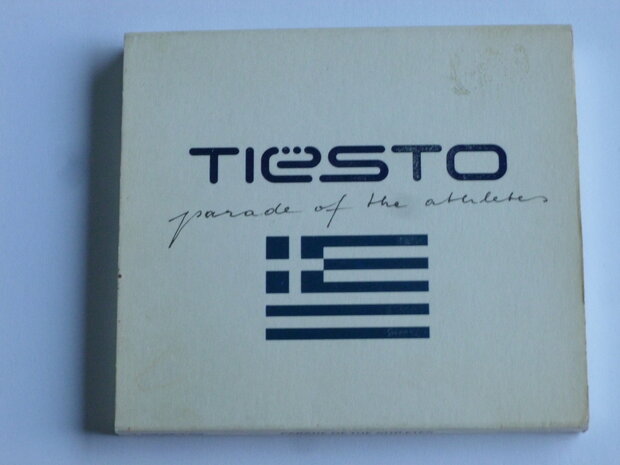 TIËSTO
parade of the athletes